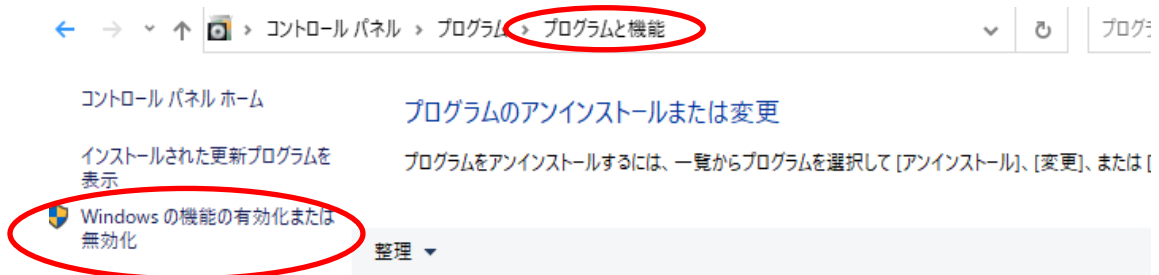 コントロール パネル › プログラム › プログラムと機能
コントロール パネル ホーム
プログラムのアンインストールまたは変更
インストールされた更新プログラムを
表示
プログラムをアンインストールするには、一覧からプログラムを選択して [アンインストール]、[変更]、または [
Windows の機能の有効化または
無効化
整理